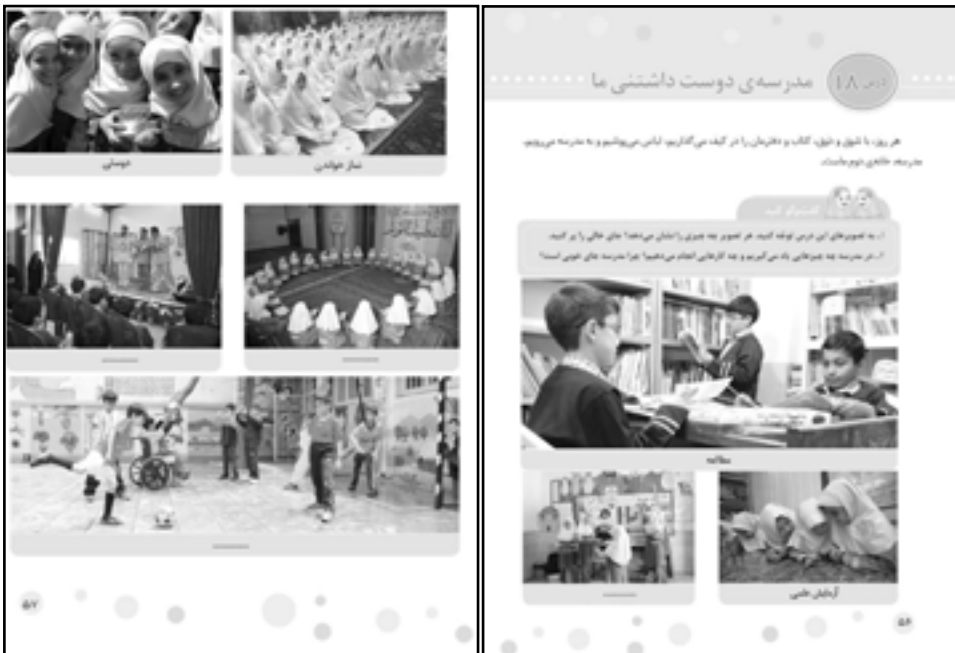 درس ۱۸
مدرسه‌ی دوست داشتنی ما
هر روز، با شوق و ذوق، کتاب و دفترمان را در کیف می‌گذاریم، لباس می‌پوشیم و به مدرسه می‌رویم.
مدرسه، خانه‌ی دوم ماست.
گفت‌وگو کنید
۱ـ به تصویرهای این درس توجّه کنید. هر تصویر چه چیزی را نشان می‌دهد؟ جای خالی را پر کنید.
۲ـ در مدرسه چه چیزهایی یاد می‌گیریم و چه کارهایی انجام می‌دهیم؟ چرا مدرسه جای خوبی است؟
مطالعه
آزمایش علمی
............
۵۶
نماز خواندن
دوستی
............
............
............
۵۷